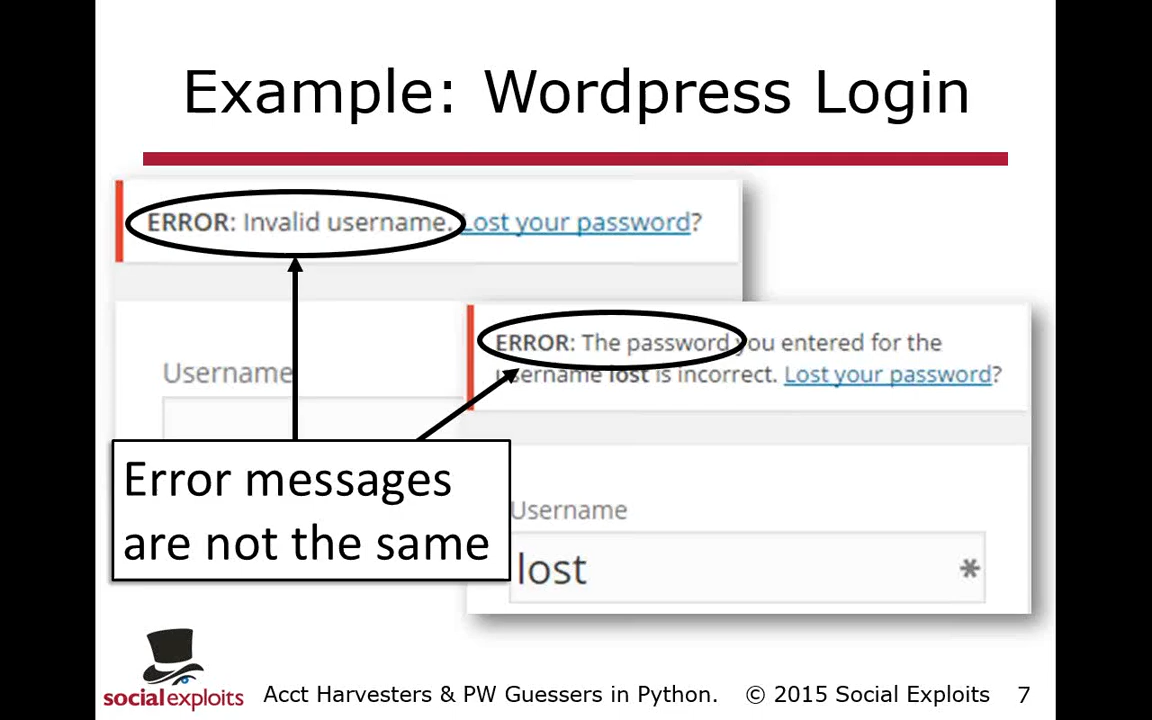 Example: Wordpress Login
ERROR: Invalid username. Lost your password?
Username
ERROR: The password you entered for the
username lost is incorrect. Lost your password?
Error messages
are not the same
Username
lost
*
socialexploits
Acct Harvesters & PW Guessers in Python. © 2015 Social Exploits 7